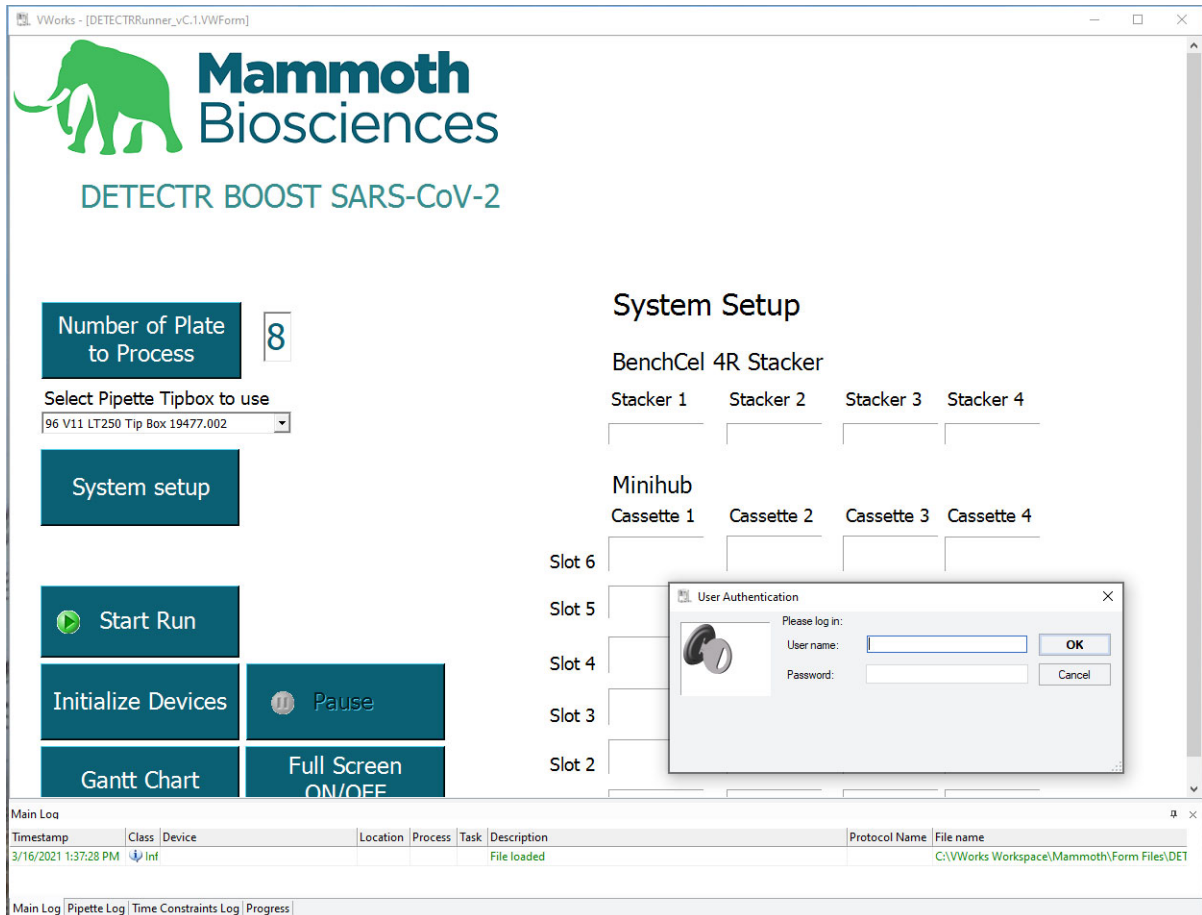 VWorks - [DETECTRRunner_vC.1.VWForm]
Mammoth
Biosciences
DETECTR BOOST SARS-CoV-2
Number of Plate
to Process
8
Select Pipette Tipbox to use
96 V11 LT250 Tip Box 19477.002
System setup
Start Run
Initialize Devices
Pause
Gantt Chart
Full Screen
ON/OFF
System Setup
BenchCel 4R Stacker
Stacker 1 Stacker 2 Stacker 3 Stacker 4
Minihub
Cassette 1 Cassette 2 Cassette 3 Cassette 4
Slot 6
Slot 5
Slot 4
Slot 3
Slot 2
User Authentication
Please log in:
User name:
OK
Password:
Cancel
Main Log
Timestamp Class Device Location Process Task Description Protocol Name File name
3/16/2021 1:37:28 PM Inf File loaded C:\VWorks Workspace\Mammoth\Form Files\DET
Main Log Pipette Log Time Constraints Log Progress